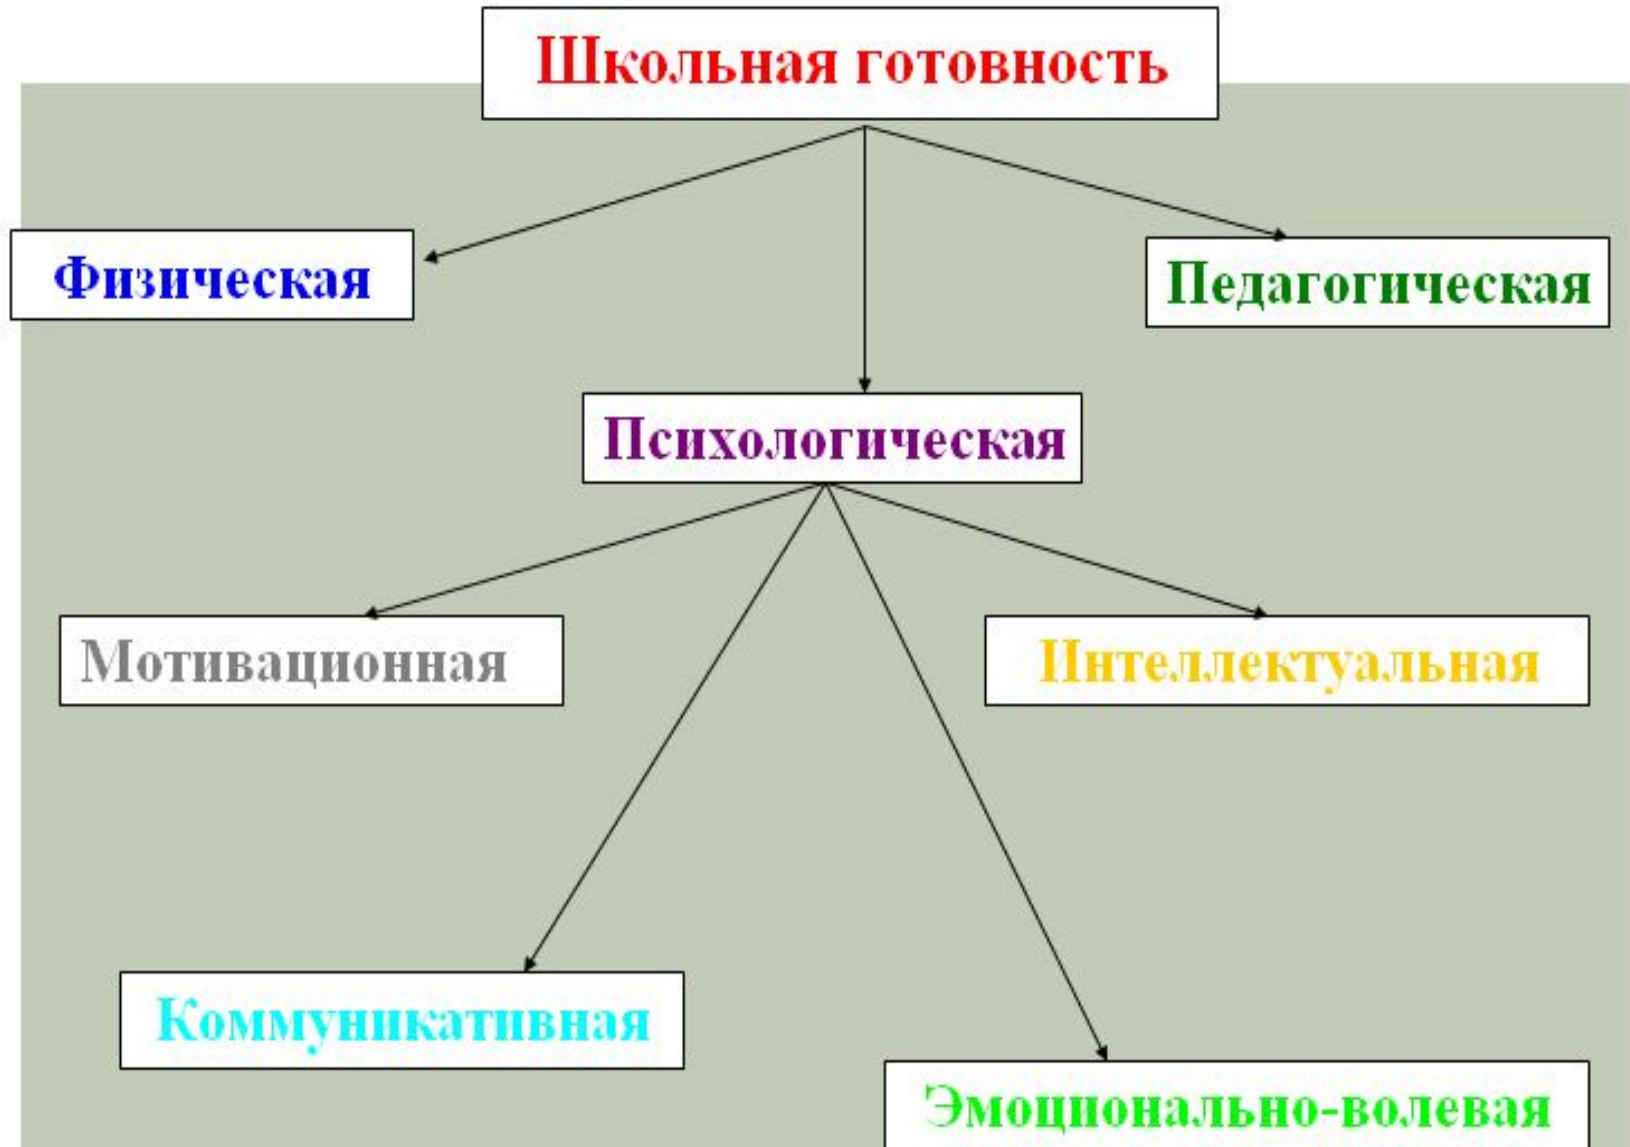 Школьная готовность
Физическая
Педагогическая
Психологическая
Мотивационная
Интеллектуальная
Коммуникативная
Эмоционально-волевая